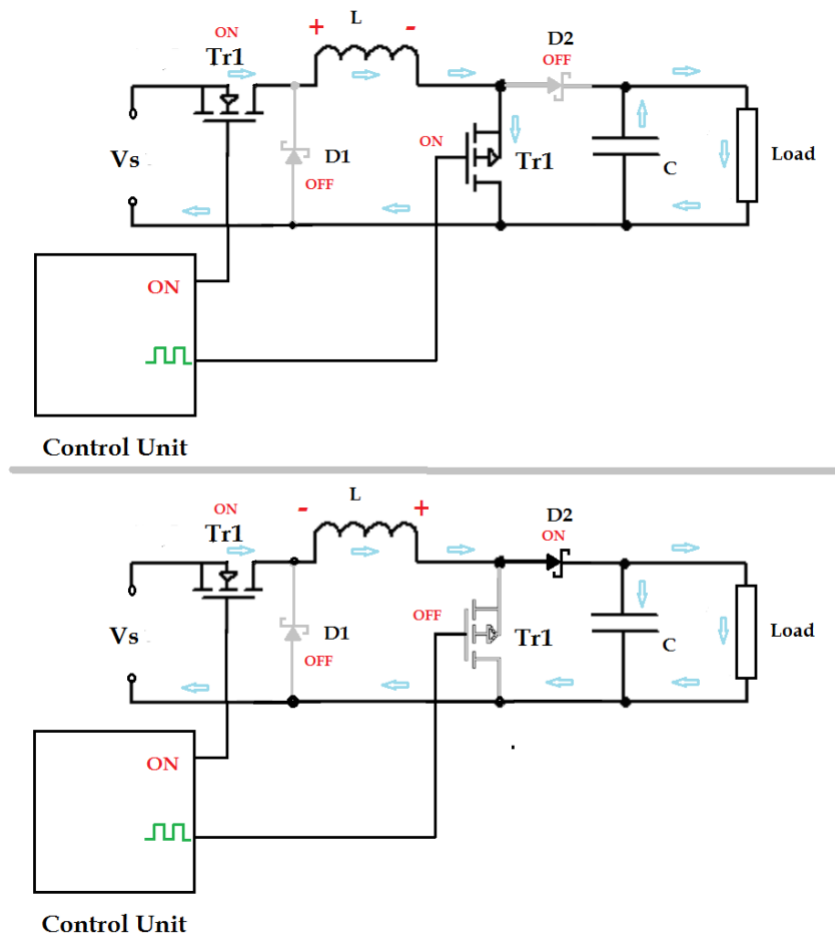 L
+ -
ON
Tr1
D2
OFF
ON
Tr1
Vs
D1
OFF
C
Load
ON
Control Unit
L
- +
ON
Tr1
D2
ON
OFF
Tr1
Vs
D1
OFF
C
Load
ON
Control Unit